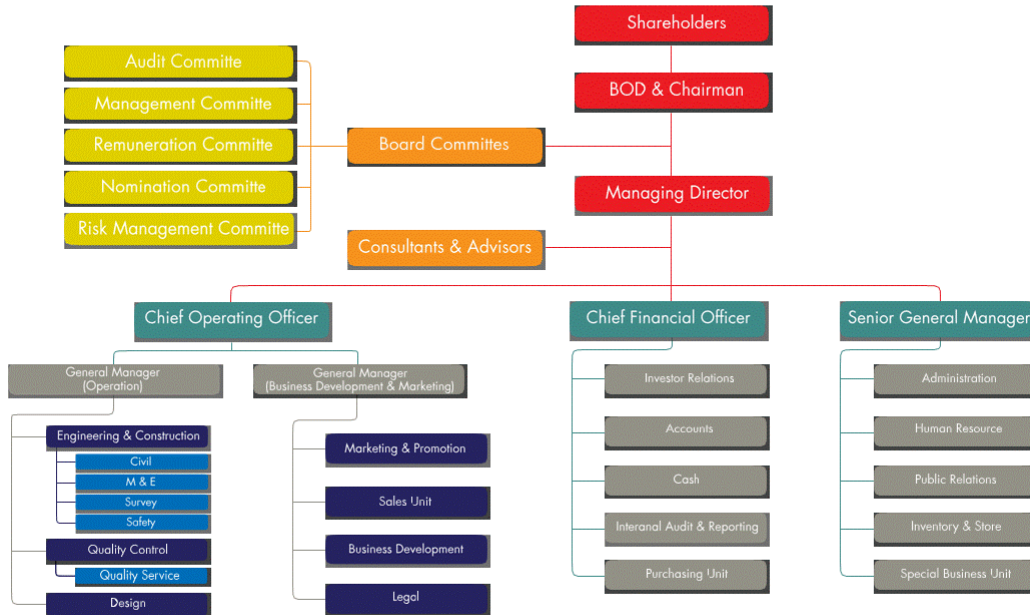 Shareholders
BOD & Chairman
Board Committes
Audit Committe
Management Committe
Remuneration Committe
Nomination Committe
Risk Management Committe
Managing Director
Consultants & Advisors
Chief Operating Officer
General Manager
(Operation)
Engineering & Construction
Civil
M & E
Survey
Safety
Quality Control
Quality Service
Design
General Manager
(Business Development & Marketing)
Marketing & Promotion
Sales Unit
Business Development
Legal
Chief Financial Officer
Investor Relations
Accounts
Cash
Interanal Audit & Reporting
Purchasing Unit
Senior General Manager
Administration
Human Resource
Public Relations
Inventory & Store
Special Business Unit